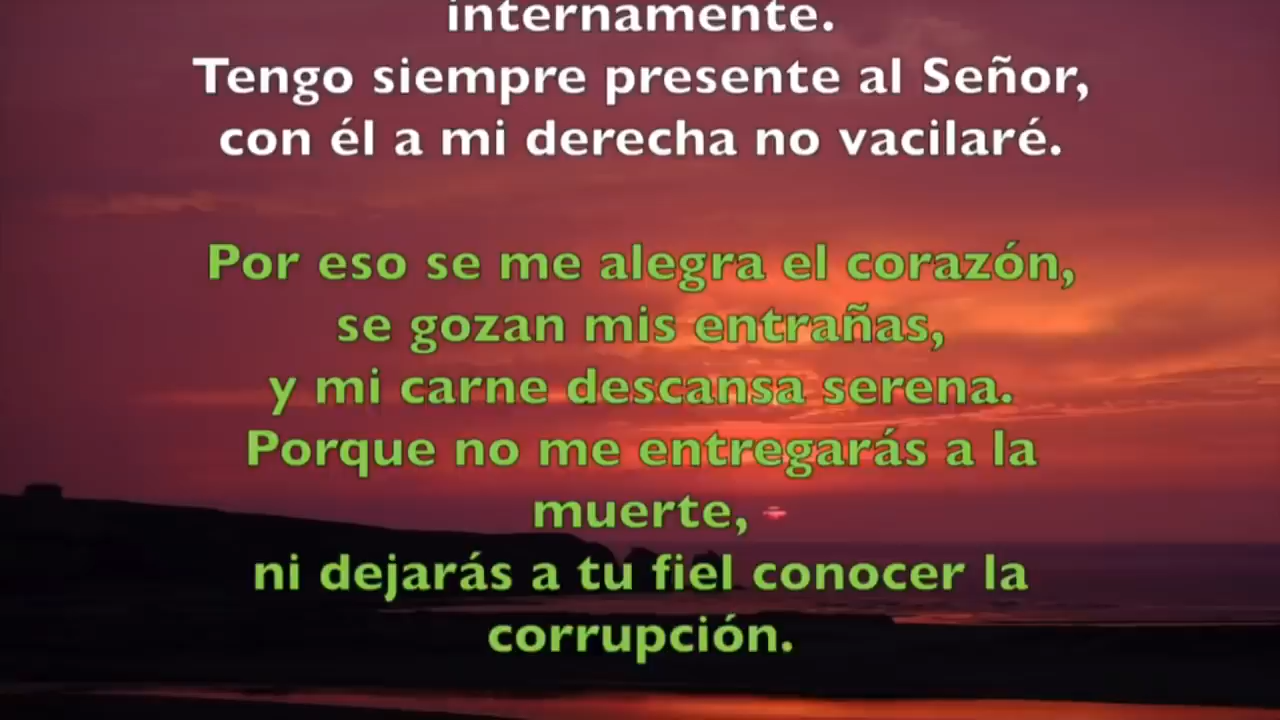 internamente.
Tengo siempre presente al Señor,
con él a mi derecha no vacilaré.
Por eso se me alegra el corazón,
se gozan mis entrañas,
y mi carne descansa serena.
Porque no me entregarás a la
muerte,
ni dejarás a tu fiel conocer la
corrupción.